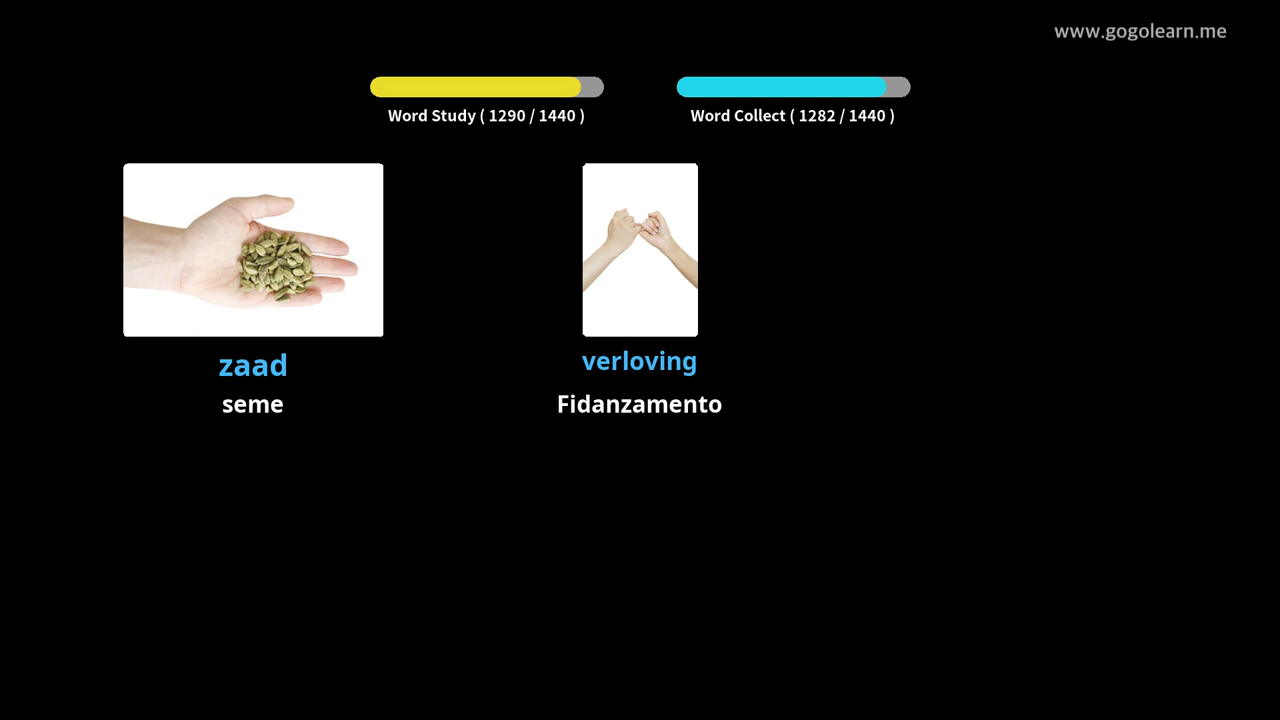 www.gogolearn.me
Word Study ( 1290 / 1440 )
Word Collect ( 1282 / 1440 )
zaad
verloving
seme
Fidanzamento